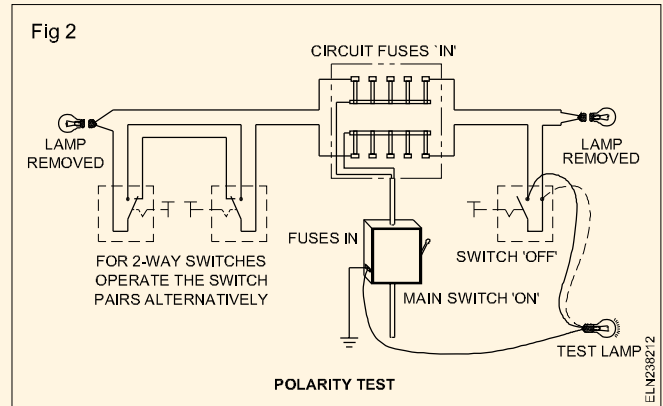 Fig 2
CIRCUIT FUSES `IN'
LAMP
REMOVED
LAMP
REMOVED
FOR 2-WAY SWITCHES
OPERATE THE SWITCH
PAIRS ALTERNATIVELY
FUSES IN
SWITCH 'OFF'
MAIN SWITCH 'ON'
TEST LAMP
POLARITY TEST
ELN238212